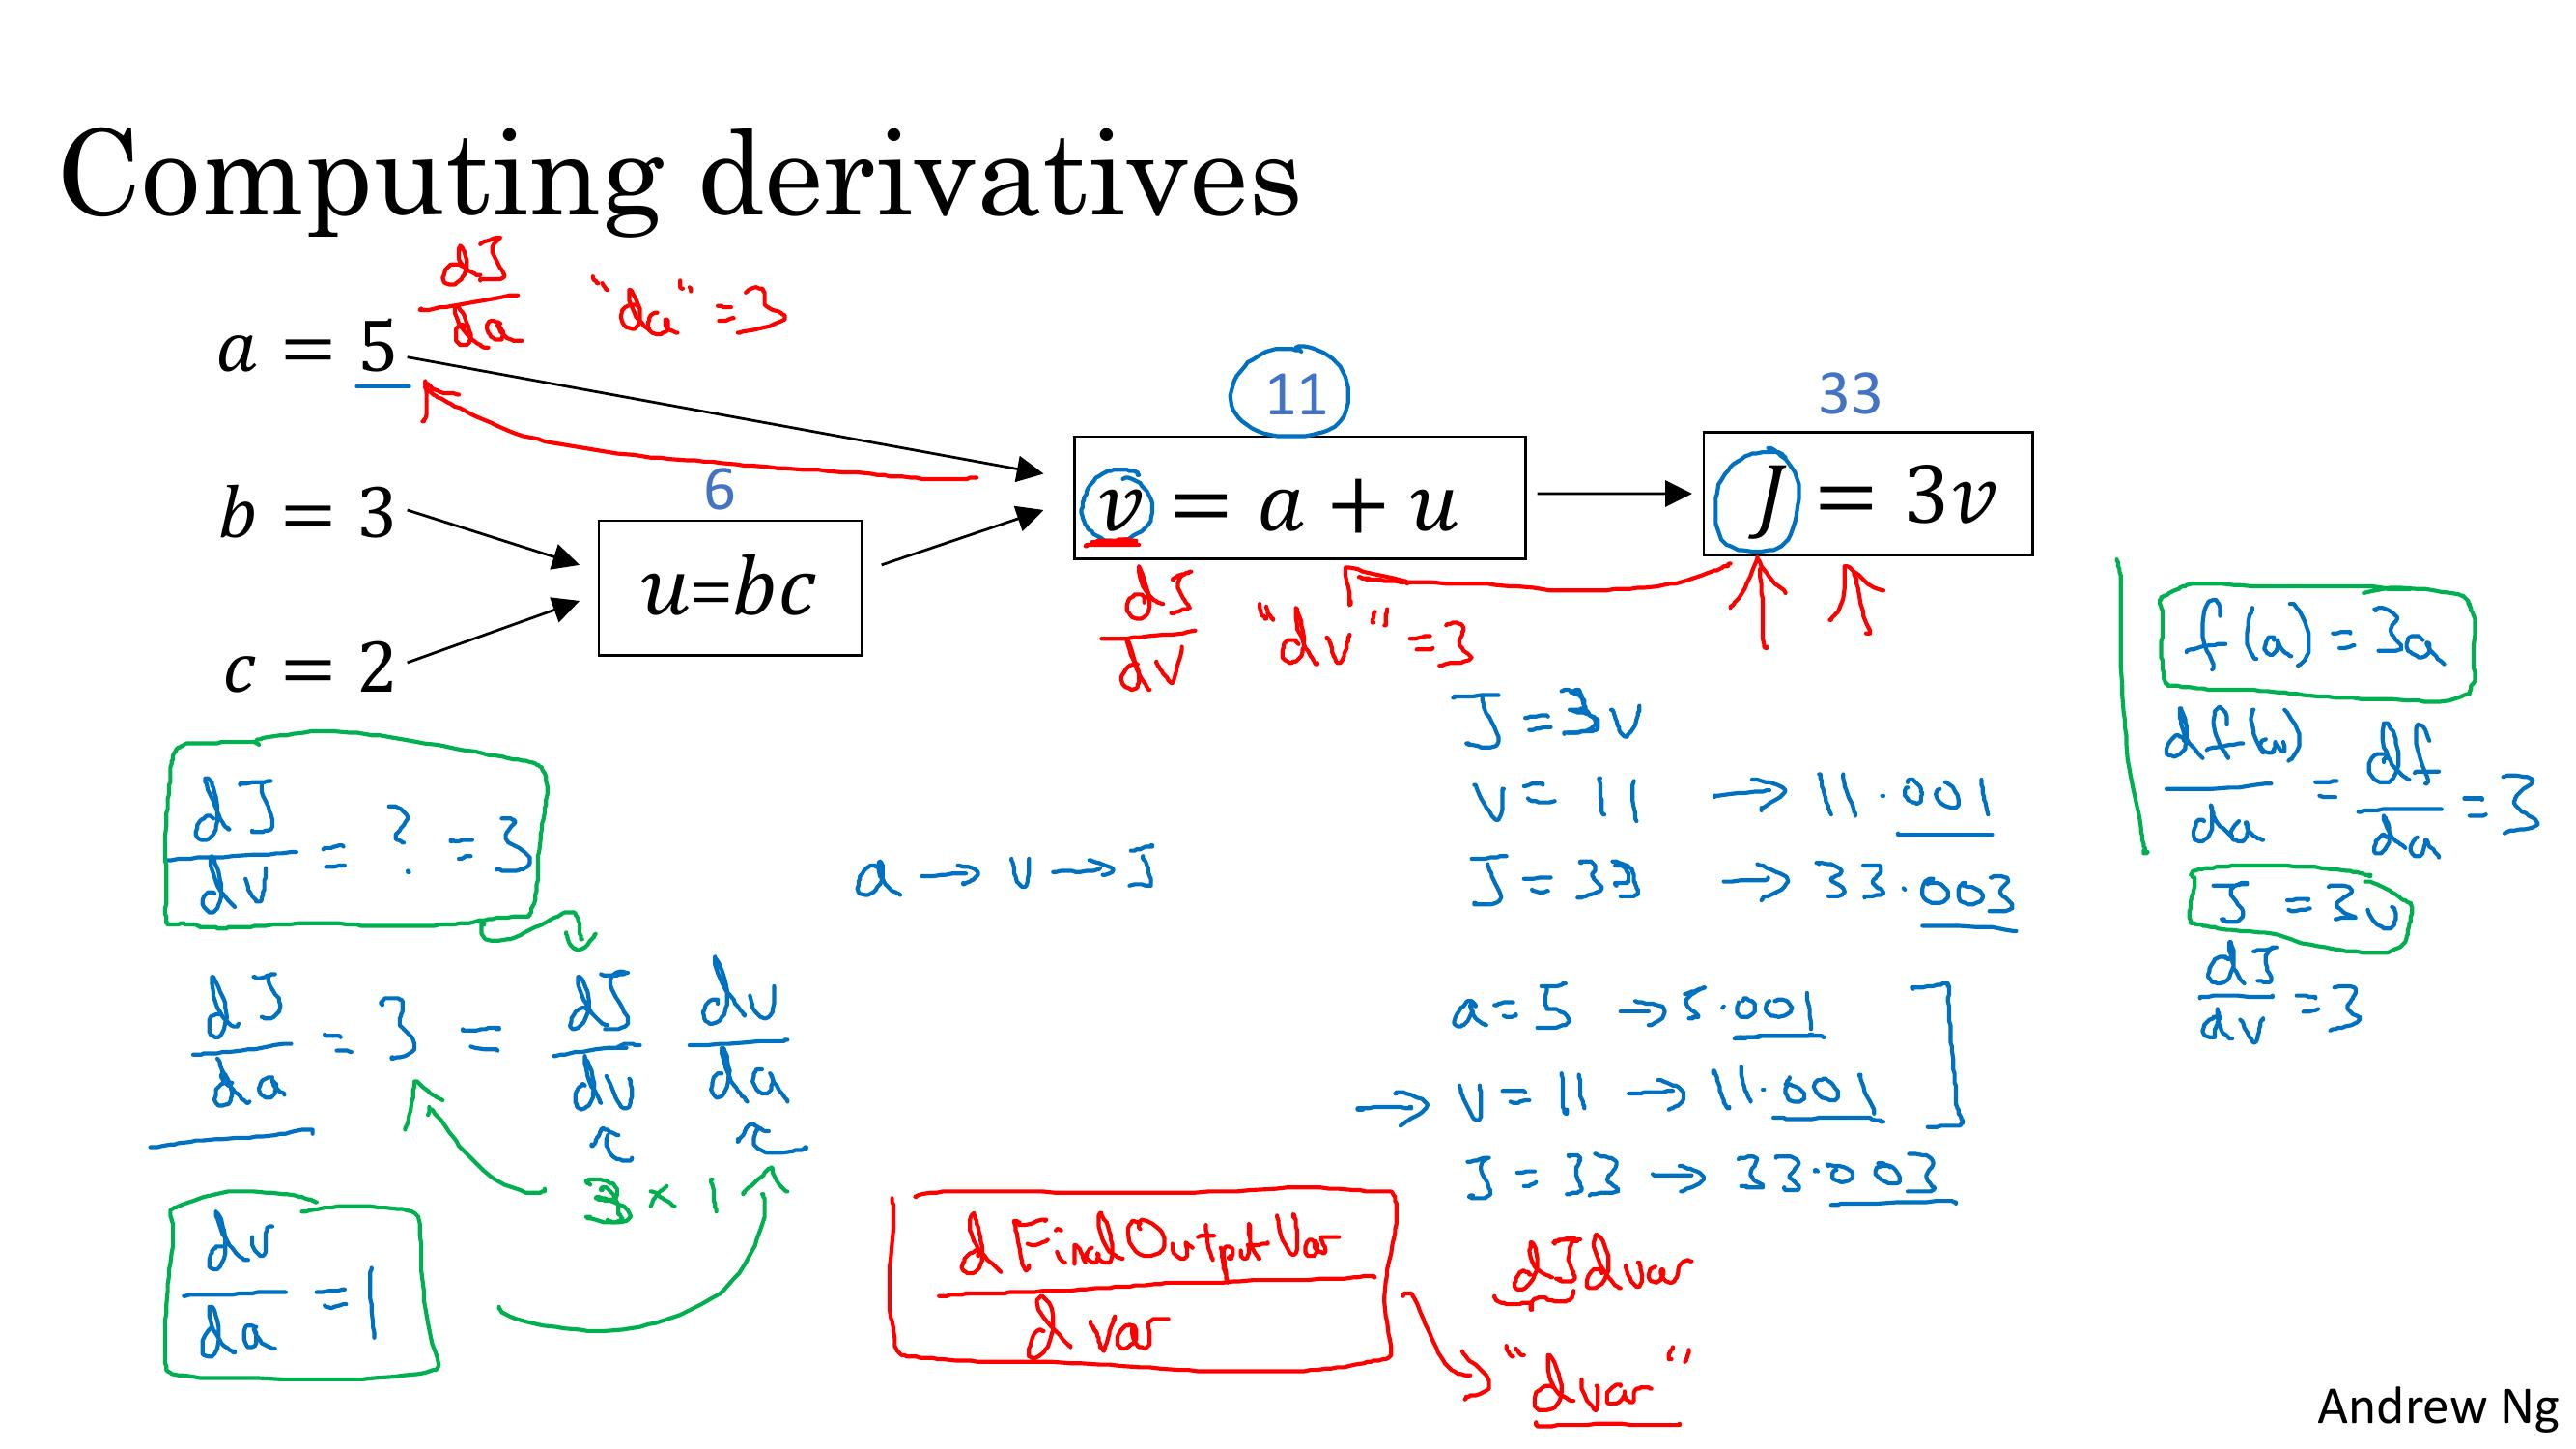 Computing derivatives
dJ/da "da" = 3
a = 5
11
33
b = 3
6
v = a + u
J = 3v
u=bc
c = 2
dJ/dv "dv" = 3
f(a) = 3a
df(a)/da = df/da = 3
J = 3v
dJ/dv = 3
J = 3v
v = 11 → 11.001
J = 33 → 33.003
dJ/dv = ? = 3
a → v → J
dJ/da = 3 = dJ/dv dv/da
3 × 1
a = 5 → 5.001
→ v = 11 → 11.001
J = 33 → 33.003
dv/da = 1
d FinalOutputVar / d var
dJdvar
"dvar"
Andrew Ng